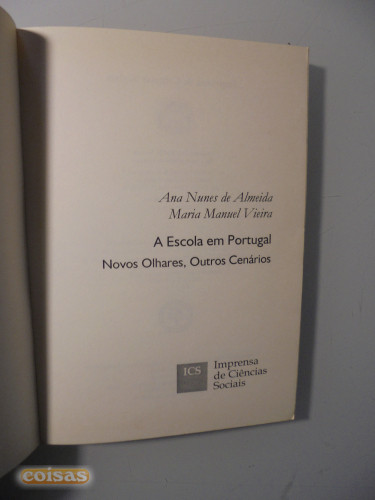 Ana Nunes de Almeida
Maria Manuel Vieira
A Escola em Portugal
Novos Olhares, Outros Cenários
ICS
Imprensa
de Ciências
Sociais
coisas